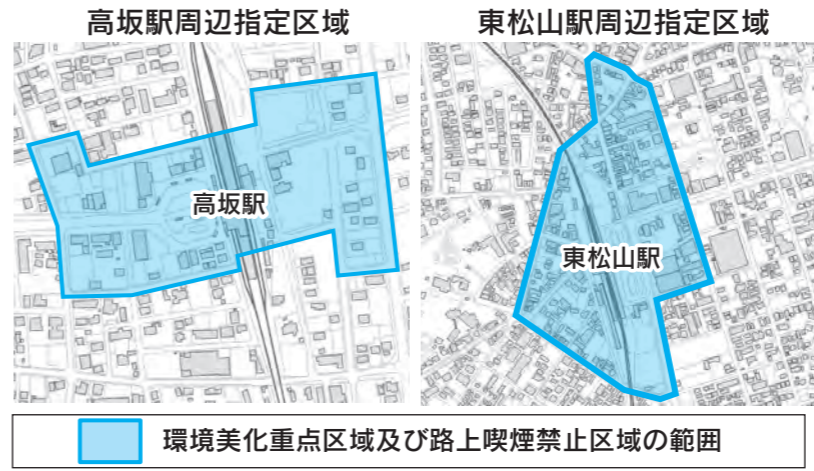 高坂駅周辺指定区域
東松山駅周辺指定区域
高坂駅
東松山駅
環境美化重点区域及び路上喫煙禁止区域の範囲